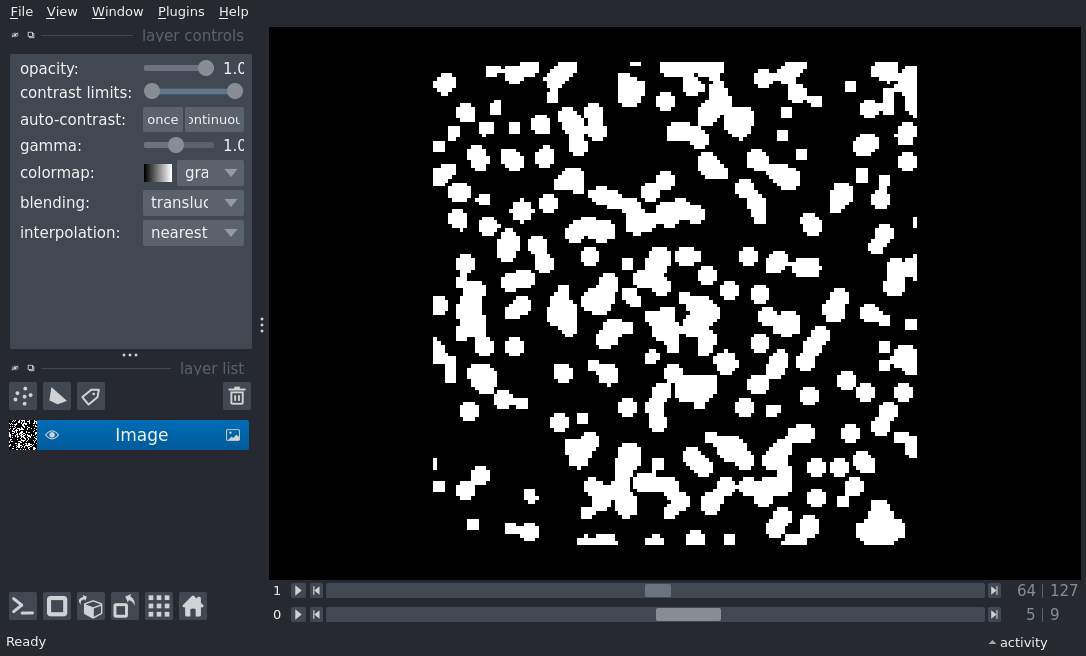 File View Window Plugins Help
layer controls
opacity: 1.0
contrast limits:
auto-contrast: once ontinuou
gamma: 1.0
colormap: gra
blending: transluc
interpolation: nearest
layer list
Image
1 64 | 127
0 5 | 9
Ready activity